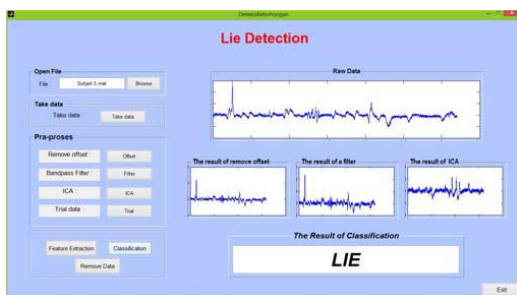 DeteksiKebohongan
Lie Detection
Open File
File : Subjek 5.mat Browse
Take data
Take data: Take data
Pra-proses
Remove offset : Offset
Bandpass Filter : Filter
ICA : ICA
Trial data : Trial
Feature Extraction Classification
Remove Data
Raw Data
The result of remove offset
The result of a filter
The result of ICA
The Result of Classification
LIE
Exit